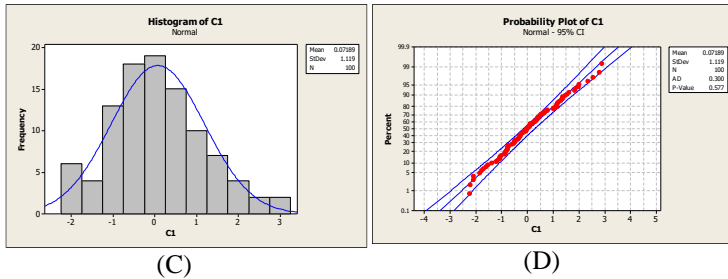 Histogram of C1
Normal
Mean 0.07189
StDev 1.119
N 100
20
15
10
5
0
Frequency
-2 -1 0 1 2 3
C1
(C)
Probability Plot of C1
Normal - 95% CI
Mean 0.07189
StDev 1.119
N 100
AD 0.300
P-Value 0.577
99.9
99
95
90
80
70
60
50
40
30
20
10
5
1
0.1
Percent
-4 -3 -2 -1 0 1 2 3 4 5
C1
(D)